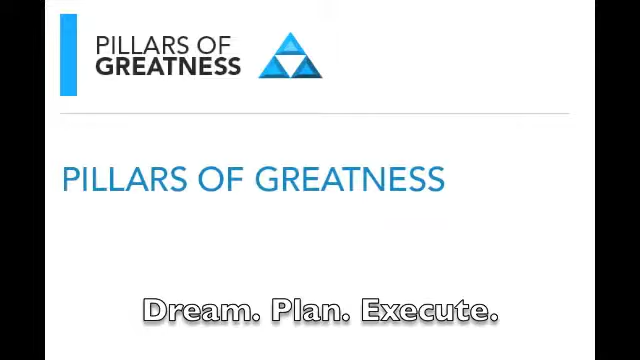 PILLARS OF
GREATNESS
PILLARS OF GREATNESS
Dream. Plan. Execute.